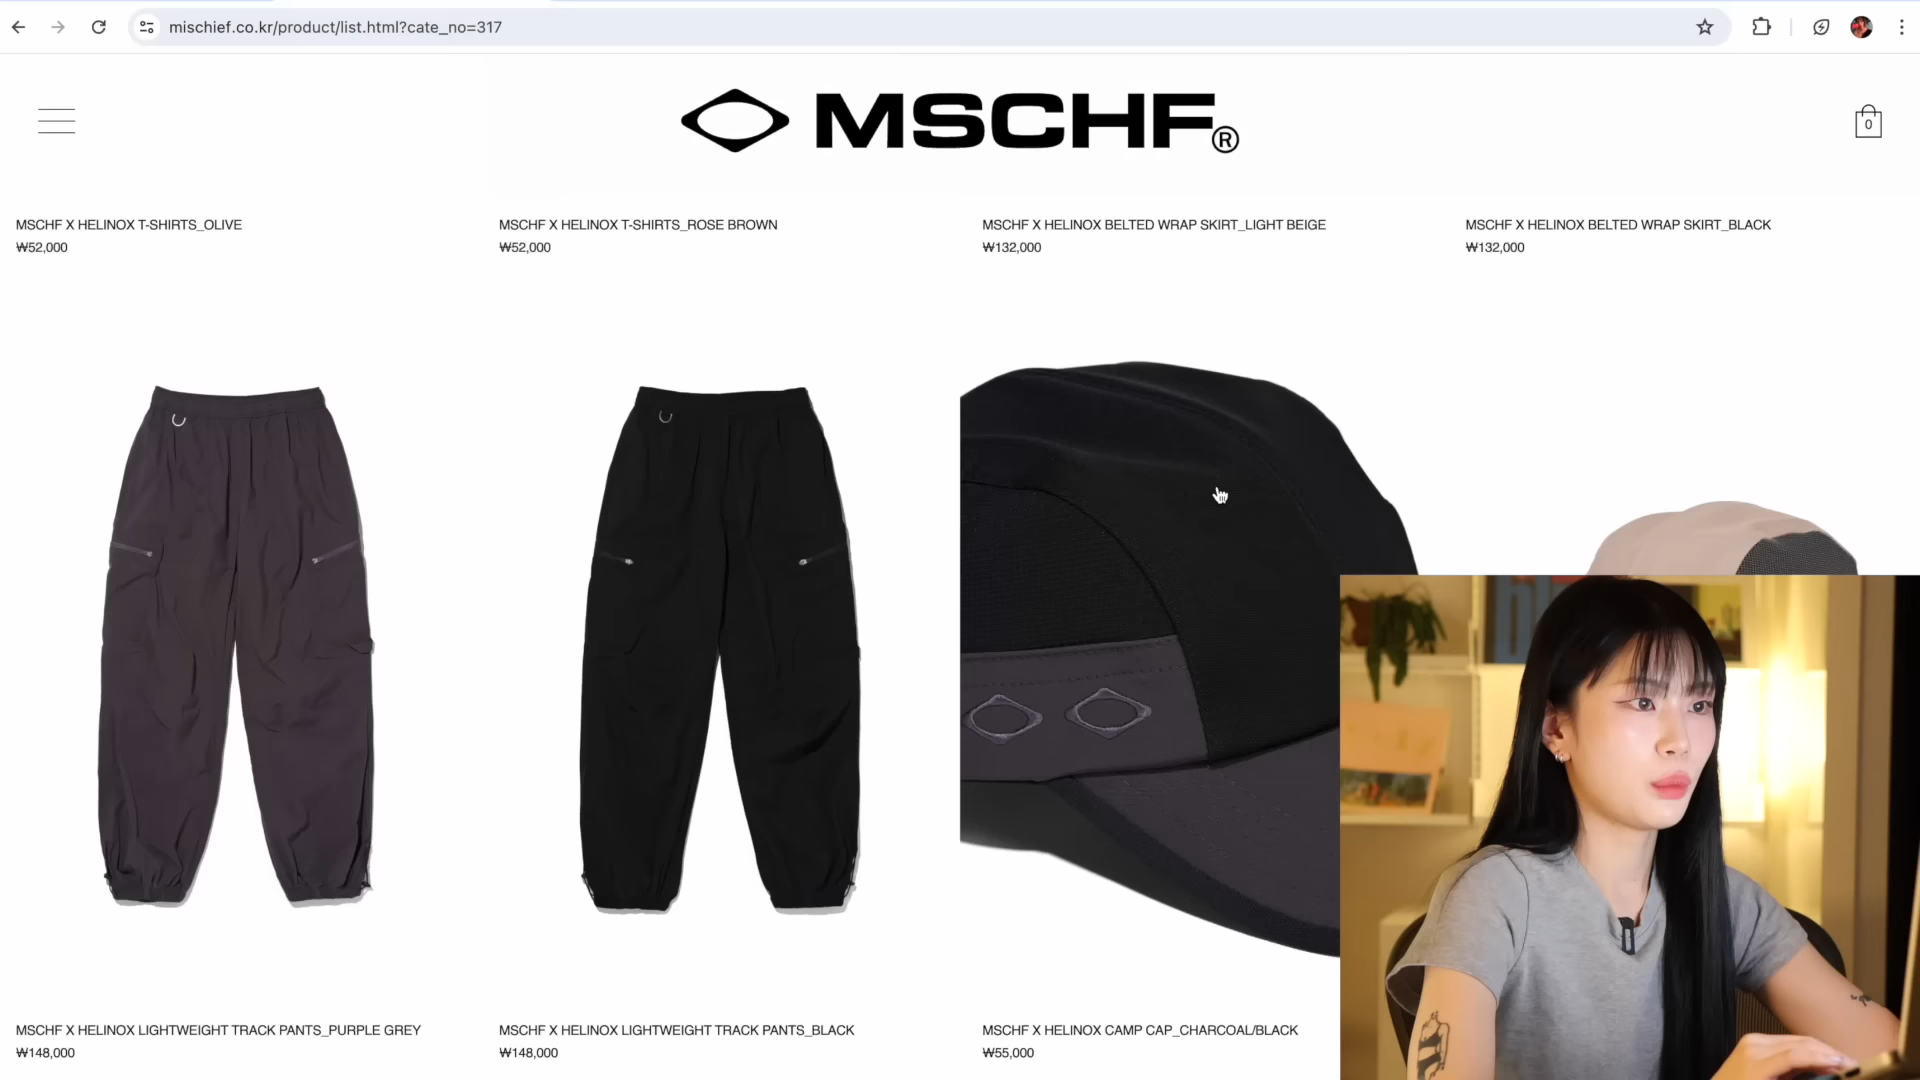 mischief.co.kr/product/list.html?cate_no=317
MSCHF®
0
MSCHF X HELINOX T-SHIRTS_OLIVE
₩52,000
MSCHF X HELINOX T-SHIRTS_ROSE BROWN
₩52,000
MSCHF X HELINOX BELTED WRAP SKIRT_LIGHT BEIGE
₩132,000
MSCHF X HELINOX BELTED WRAP SKIRT_BLACK
₩132,000
MSCHF X HELINOX LIGHTWEIGHT TRACK PANTS_PURPLE GREY
₩148,000
MSCHF X HELINOX LIGHTWEIGHT TRACK PANTS_BLACK
₩148,000
MSCHF X HELINOX CAMP CAP_CHARCOAL/BLACK
₩55,000